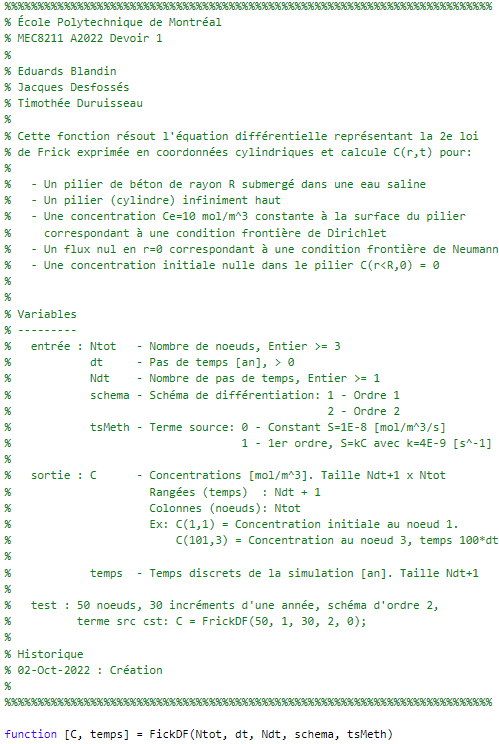 %%%%%%%%%%%%%%%%%%%%%%%%%%%%%%%%%%%%%%%%%%%%%%%%%%%%%%%%%%%%%%%%%%%%%%%%%%%%
% École Polytechnique de Montréal
% MEC8211 A2022 Devoir 1
%
% Eduards Blandin
% Jacques Desfossés
% Timothée Duruisseau
%
% Cette fonction résout l'équation différentielle représentant la 2e loi
% de Frick exprimée en coordonnées cylindriques et calcule C(r,t) pour:
%
%   - Un pilier de béton de rayon R submergé dans une eau saline
%   - Un pilier (cylindre) infiniment haut
%   - Une concentration Ce=10 mol/m^3 constante à la surface du pilier
%     correspondant à une condition frontière de Dirichlet
%   - Un flux nul en r=0 correspondant à une condition frontière de Neumann
%   - Une concentration initiale nulle dans le pilier C(r<R,0) = 0
%
%
% Variables
% ---------
%   entrée : Ntot   - Nombre de noeuds, Entier >= 3
%            dt     - Pas de temps [an], > 0
%            Ndt    - Nombre de pas de temps, Entier >= 1
%            schema - Schéma de différentiation: 1 - Ordre 1
%                                                2 - Ordre 2
%            tsMeth - Terme source: 0 - Constant S=1E-8 [mol/m^3/s]
%                                   1 - 1er ordre, S=kC avec k=4E-9 [s^-1]
%
%   sortie : C      - Concentrations [mol/m^3]. Taille Ndt+1 x Ntot
%                     Rangées (temps)  : Ndt + 1
%                     Colonnes (noeuds): Ntot
%                     Ex: C(1,1) = Concentration initiale au noeud 1.
%                         C(101,3) = Concentration au noeud 3, temps 100*dt
%
%            temps  - Temps discrets de la simulation [an]. Taille Ndt+1
%
%   test : 50 noeuds, 30 incréments d'une année, schéma d'ordre 2,
%          terme src cst: C = FrickDF(50, 1, 30, 2, 0);
%
% Historique
% 02-Oct-2022 : Création
%
%%%%%%%%%%%%%%%%%%%%%%%%%%%%%%%%%%%%%%%%%%%%%%%%%%%%%%%%%%%%%%%%%%%%%%%%%%%%
function [C, temps] = FickDF(Ntot, dt, Ndt, schema, tsMeth)